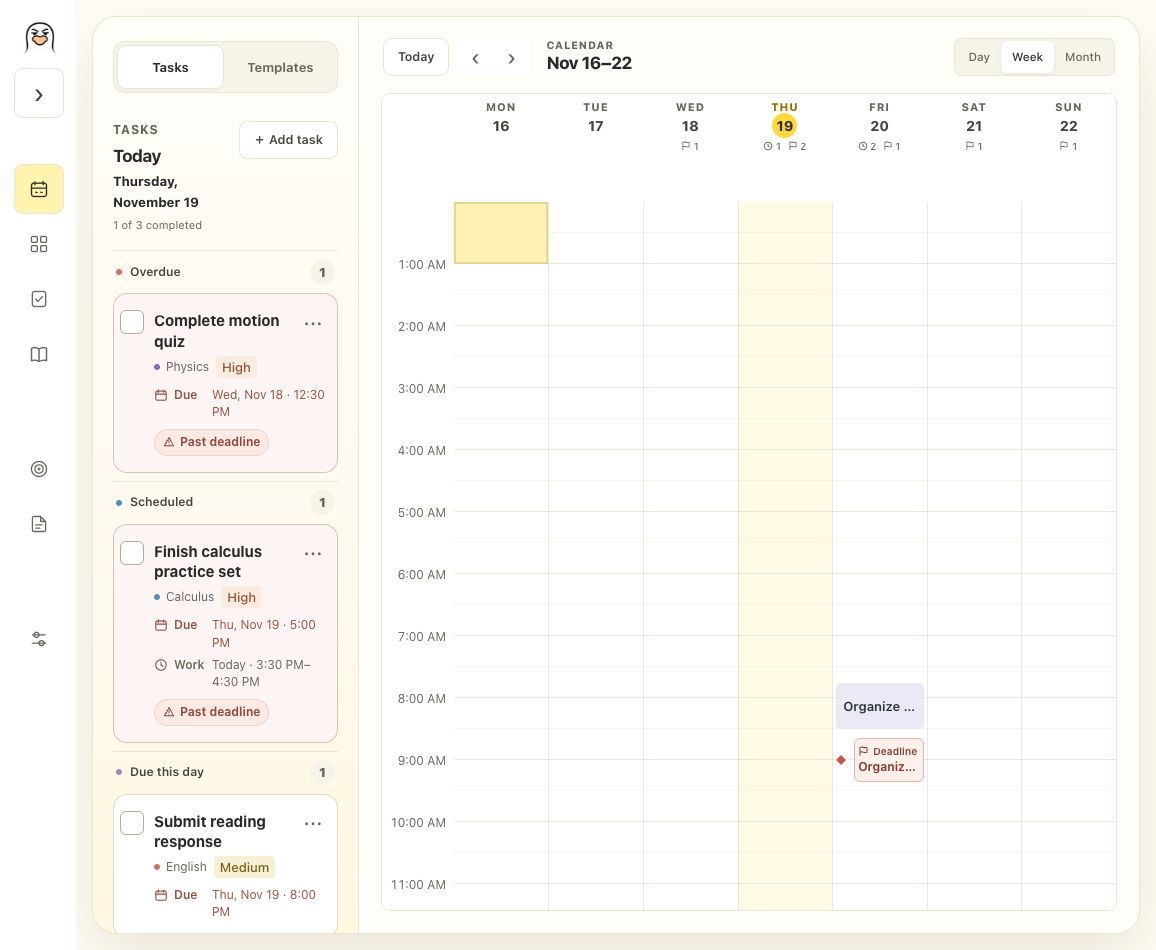 Tasks
Templates
TASKS
Today
Thursday,
November 19
1 of 3 completed
+ Add task
Overdue
1
Complete motion
quiz
Physics High
Due Wed, Nov 18 · 12:30
PM
Past deadline
Scheduled
1
Finish calculus
practice set
Calculus High
Due Thu, Nov 19 · 5:00
PM
Work Today · 3:30 PM–
4:30 PM
Past deadline
Due this day
1
Submit reading
response
English Medium
Due Thu, Nov 19 · 8:00
PM
Today
CALENDAR
Nov 16–22
Day Week Month
MON TUE WED THU FRI SAT SUN
16 17 18 19 20 21 22
1 1 2 2 1 1 1
1:00 AM
2:00 AM
3:00 AM
4:00 AM
5:00 AM
6:00 AM
7:00 AM
8:00 AM
Organize ...
9:00 AM
Deadline
Organiz...
10:00 AM
11:00 AM